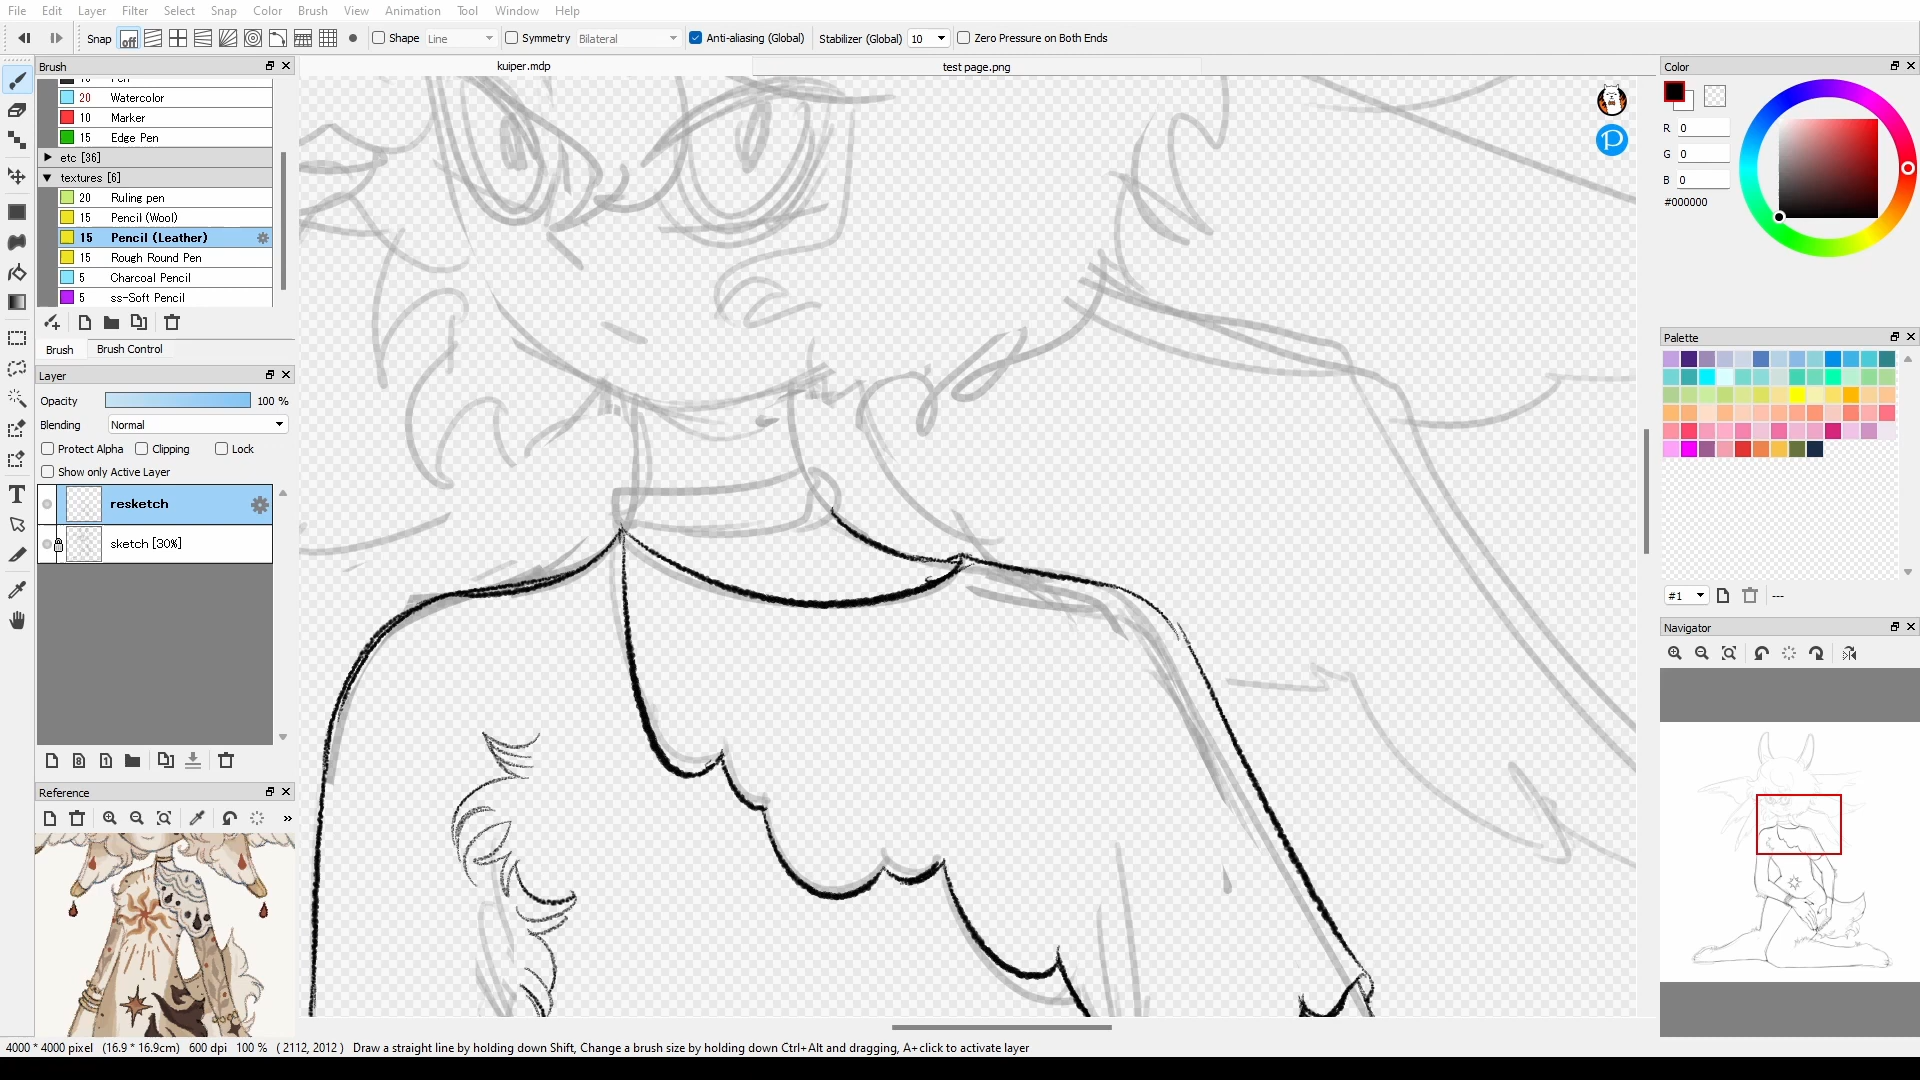 File Edit Layer Filter Select Snap Color Brush View Animation Tool Window Help
Snap off Shape Line Symmetry Bilateral Anti-aliasing (Global) Stabilizer (Global) 10 Zero Pressure on Both Ends
Brush
20 Watercolor
10 Marker
15 Edge Pen
etc [36]
textures [6]
20 Ruling pen
15 Pencil (Wool)
15 Pencil (Leather)
15 Rough Round Pen
5 Charcoal Pencil
5 ss-Soft Pencil
Brush Brush Control
Layer
Opacity 100 %
Blending Normal
Protect Alpha Clipping Lock
Show only Active Layer
resketch
sketch [30%]
Reference
»
kuiper.mdp
test page.png
Color
R 0
G 0
B 0
#000000
Palette
#1 ---
Navigator
4000 * 4000 pixel (16.9 * 16.9cm) 600 dpi 100 % ( 2112, 2012 ) Draw a straight line by holding down Shift, Change a brush size by holding down Ctrl+Alt and dragging, A+click to activate layer